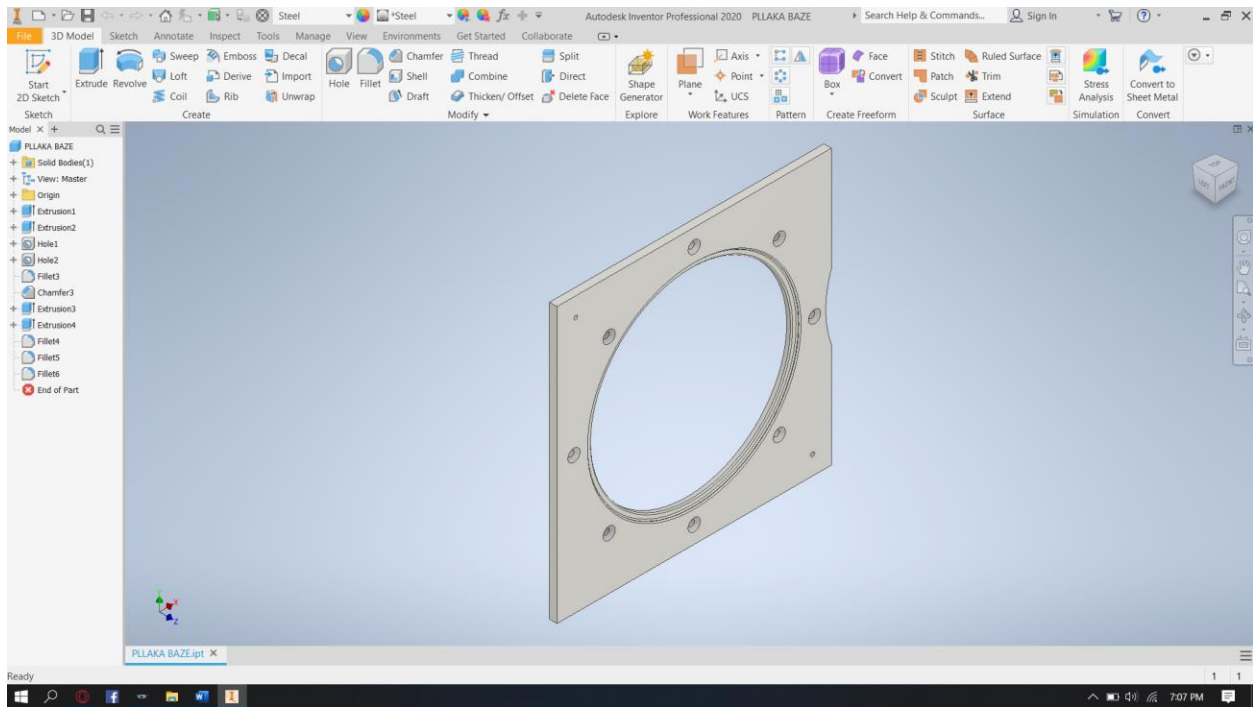 Steel
*Steel
Autodesk Inventor Professional 2020 PLLAKA BAZE
Search Help & Commands...
Sign In
File 3D Model Sketch Annotate Inspect Tools Manage View Environments Get Started Collaborate
Start 2D Sketch
Extrude
Revolve
Sweep Emboss Decal
Loft Derive Import
Coil Rib Unwrap
Hole
Fillet
Chamfer Thread Split
Shell Combine Direct
Draft Thicken/ Offset Delete Face
Shape Generator
Plane
Axis
Point
UCS
Box
Face
Convert
Stitch Ruled Surface
Patch Trim
Sculpt Extend
Stress Analysis
Convert to Sheet Metal
Sketch Create Modify Explore Work Features Pattern Create Freeform Surface Simulation Convert
Model
PLLAKA BAZE
Solid Bodies(1)
View: Master
Origin
Extrusion1
Extrusion2
Hole1
Hole2
Fillet3
Chamfer3
Extrusion3
Extrusion4
Fillet4
Fillet5
Fillet6
End of Part
TOP
LEFT FRONT
Y
X
Z
PLLAKA BAZE.ipt
Ready
1 1
7:07 PM